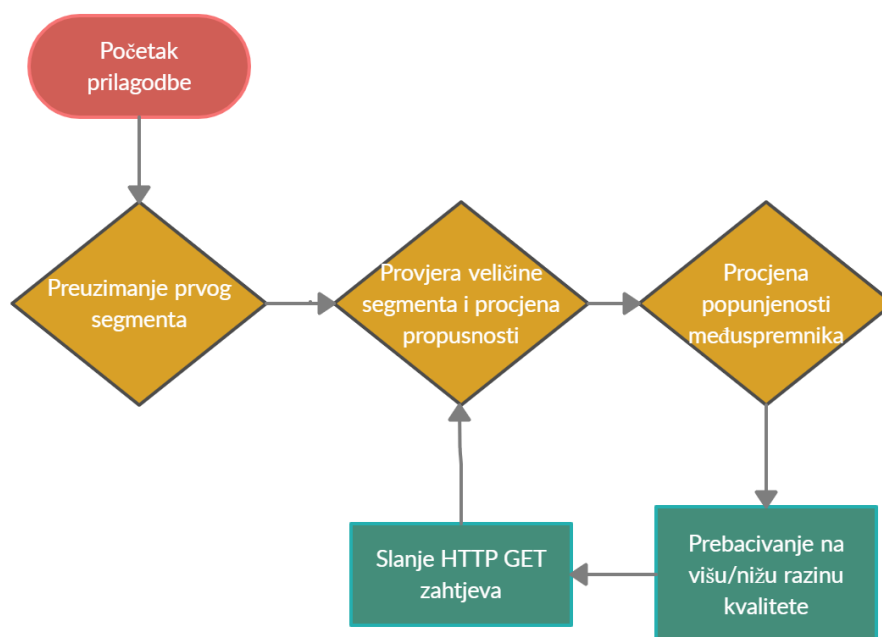 Početak
prilagodbe
Preuzimanje prvog
segmenta
Provjera veličine
segmenta i procjena
propusnosti
Procjena
popunjenosti
međuspremnika
Prebacivanje na
višu/nižu razinu
kvalitete
Slanje HTTP GET
zahtjeva